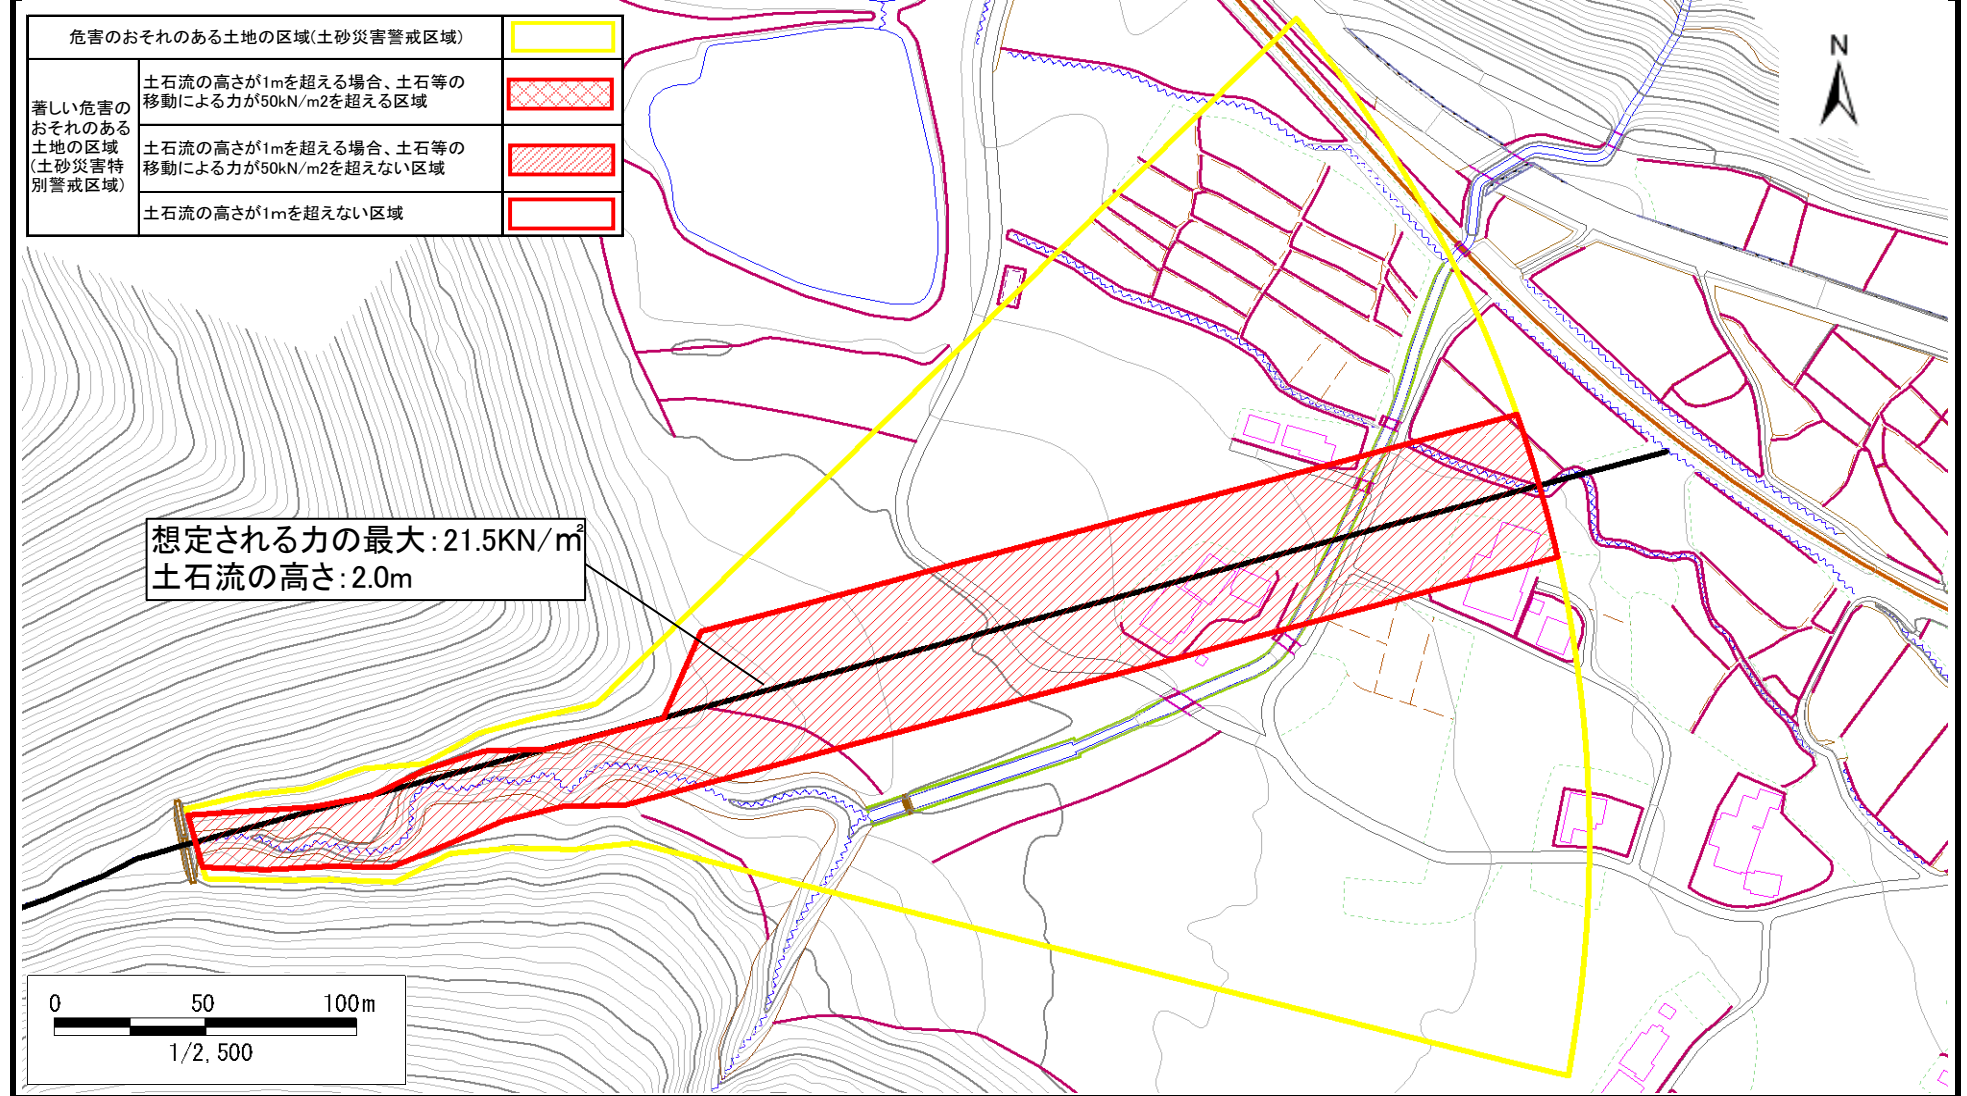 危害のおそれのある土地の区域(土砂災害警戒区域)
著しい危害の
おそれのある
土地の区域
(土砂災害特
別警戒区域)
土石流の高さが1mを超える場合、土石等の
移動による力が50kN/m2を超える区域
土石流の高さが1mを超える場合、土石等の
移動による力が50kN/m2を超えない区域
土石流の高さが1mを超えない区域
N
想定される力の最大:21.5KN/㎡
土石流の高さ:2.0m
0 50 100m
1/2,500